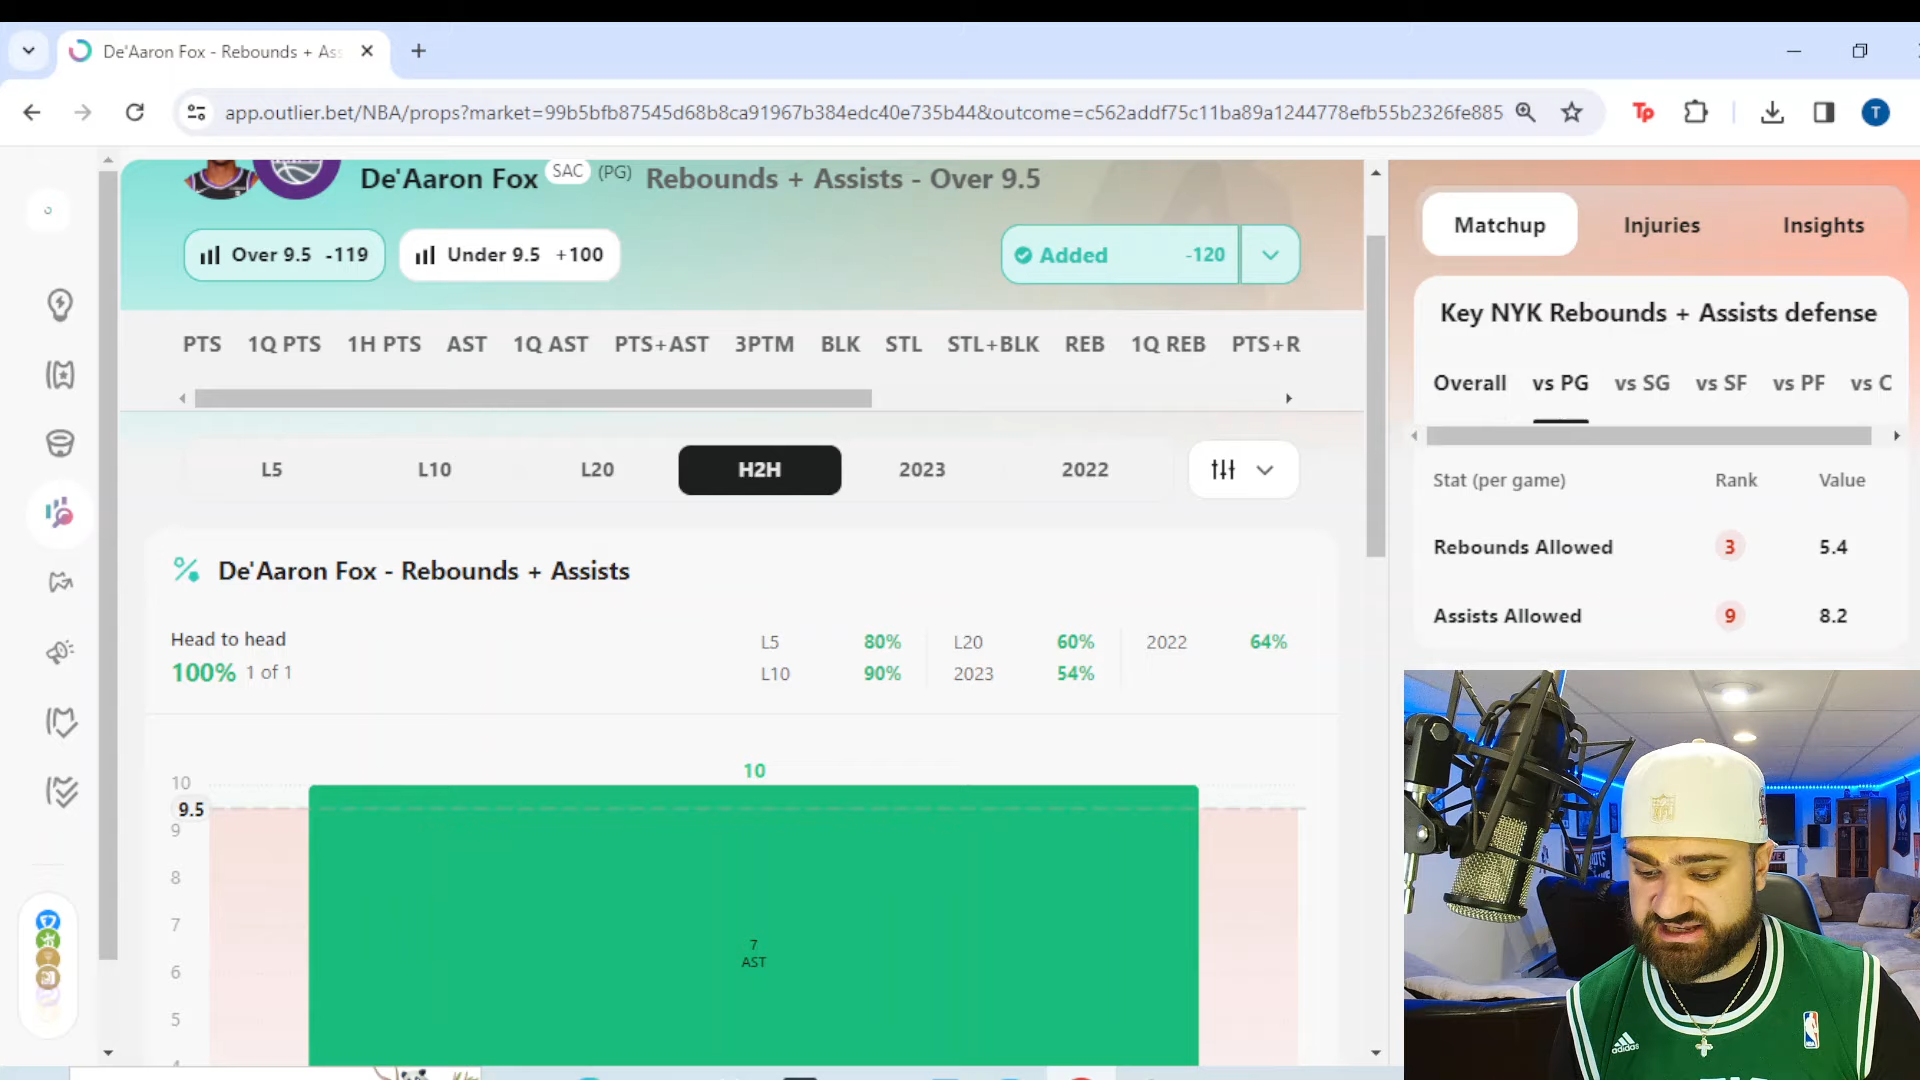 De'Aaron Fox - Rebounds + Ass
app.outlier.bet/NBA/props?market=99b5bfb87545d68b8ca91967b384edc40e735b44&outcome=c562addf75c11ba89a1244778efb55b2326fe885
Tp
T
De'Aaron Fox SAC (PG) Rebounds + Assists - Over 9.5
Over 9.5 -119
Under 9.5 +100
Added -120
PTS 1Q PTS 1H PTS AST 1Q AST PTS+AST 3PTM BLK STL STL+BLK REB 1Q REB PTS+R
L5 L10 L20 H2H 2023 2022
De'Aaron Fox - Rebounds + Assists
Head to head
100% 1 of 1
L5 80% L20 60% 2022 64%
L10 90% 2023 54%
10
10
9.5
9
8
7
6
5
4
7
AST
Matchup Injuries Insights
Key NYK Rebounds + Assists defense
Overall vs PG vs SG vs SF vs PF vs C
Stat (per game) Rank Value
Rebounds Allowed 3 5.4
Assists Allowed 9 8.2
NFL
adidas